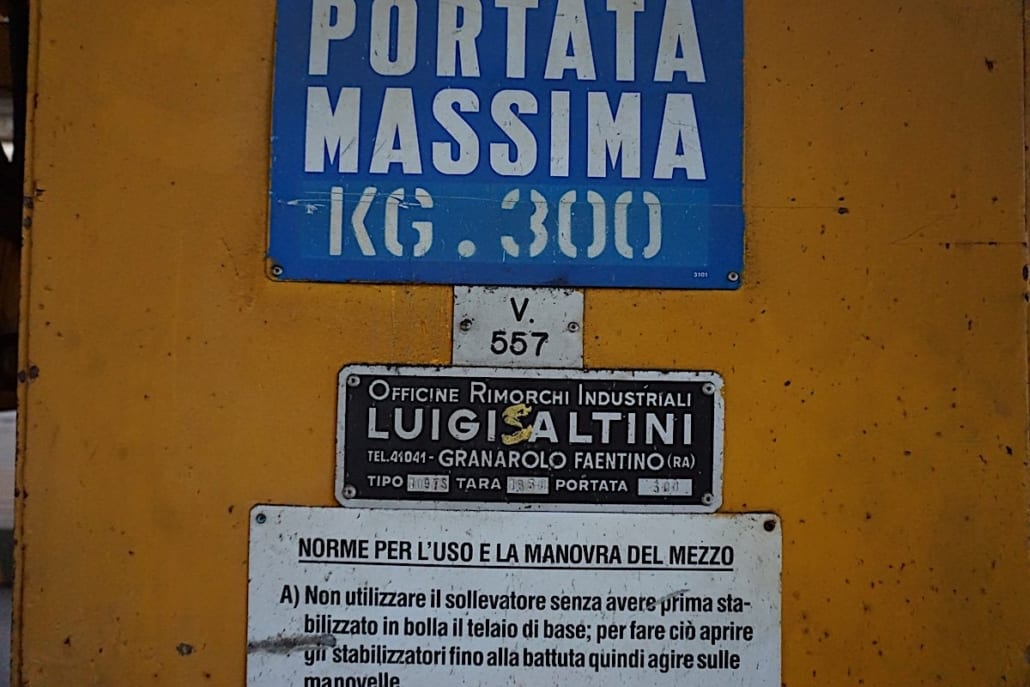 PORTATA
MASSIMA
KG. 300
3101
V.
557
OFFICINE RIMORCHI INDUSTRIALI
LUIGI SALTINI
TEL.41041 - GRANAROLO FAENTINO (RA)
TIPO TARA PORTATA 300
NORME PER L'USO E LA MANOVRA DEL MEZZO
A) Non utilizzare il sollevatore senza avere prima sta-
bilizzato in bolla il telaio di base; per fare ciò aprire
gli stabilizzatori fino alla battuta quindi agire sulle
manovelle